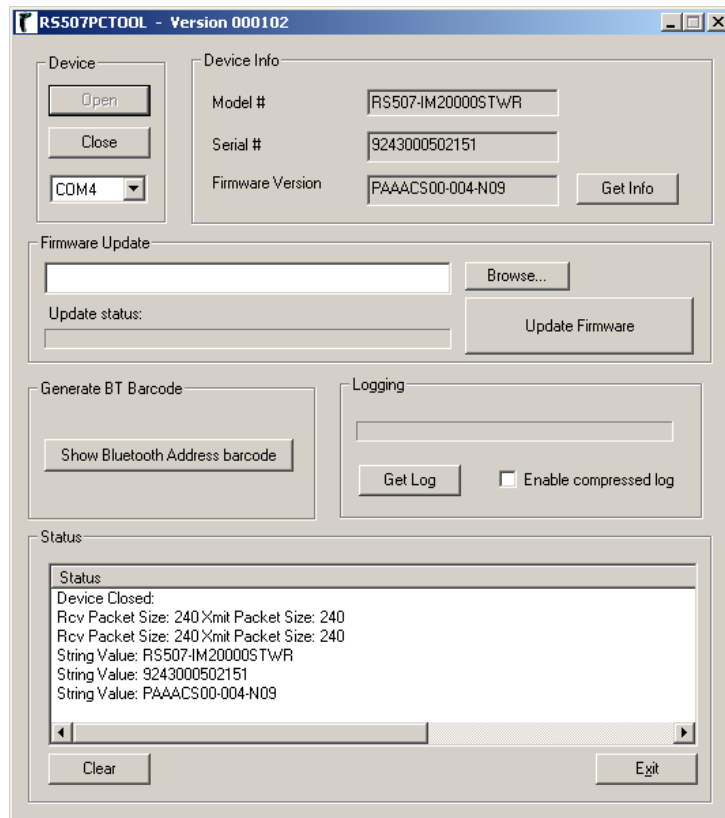 RS507PCTOOL - Version 000102
Device
Open
Close
COM4
Device Info
Model #
RS507-IM20000STWR
Serial #
9243000502151
Firmware Version
PAAACS00-004-N09
Get Info
Firmware Update
Browse...
Update status:
Update Firmware
Generate BT Barcode
Show Bluetooth Address barcode
Logging
Get Log
Enable compressed log
Status
Status
Device Closed:
Rcv Packet Size: 240 Xmit Packet Size: 240
Rcv Packet Size: 240 Xmit Packet Size: 240
String Value: RS507-IM20000STWR
String Value: 9243000502151
String Value: PAAACS00-004-N09
Clear
Exit